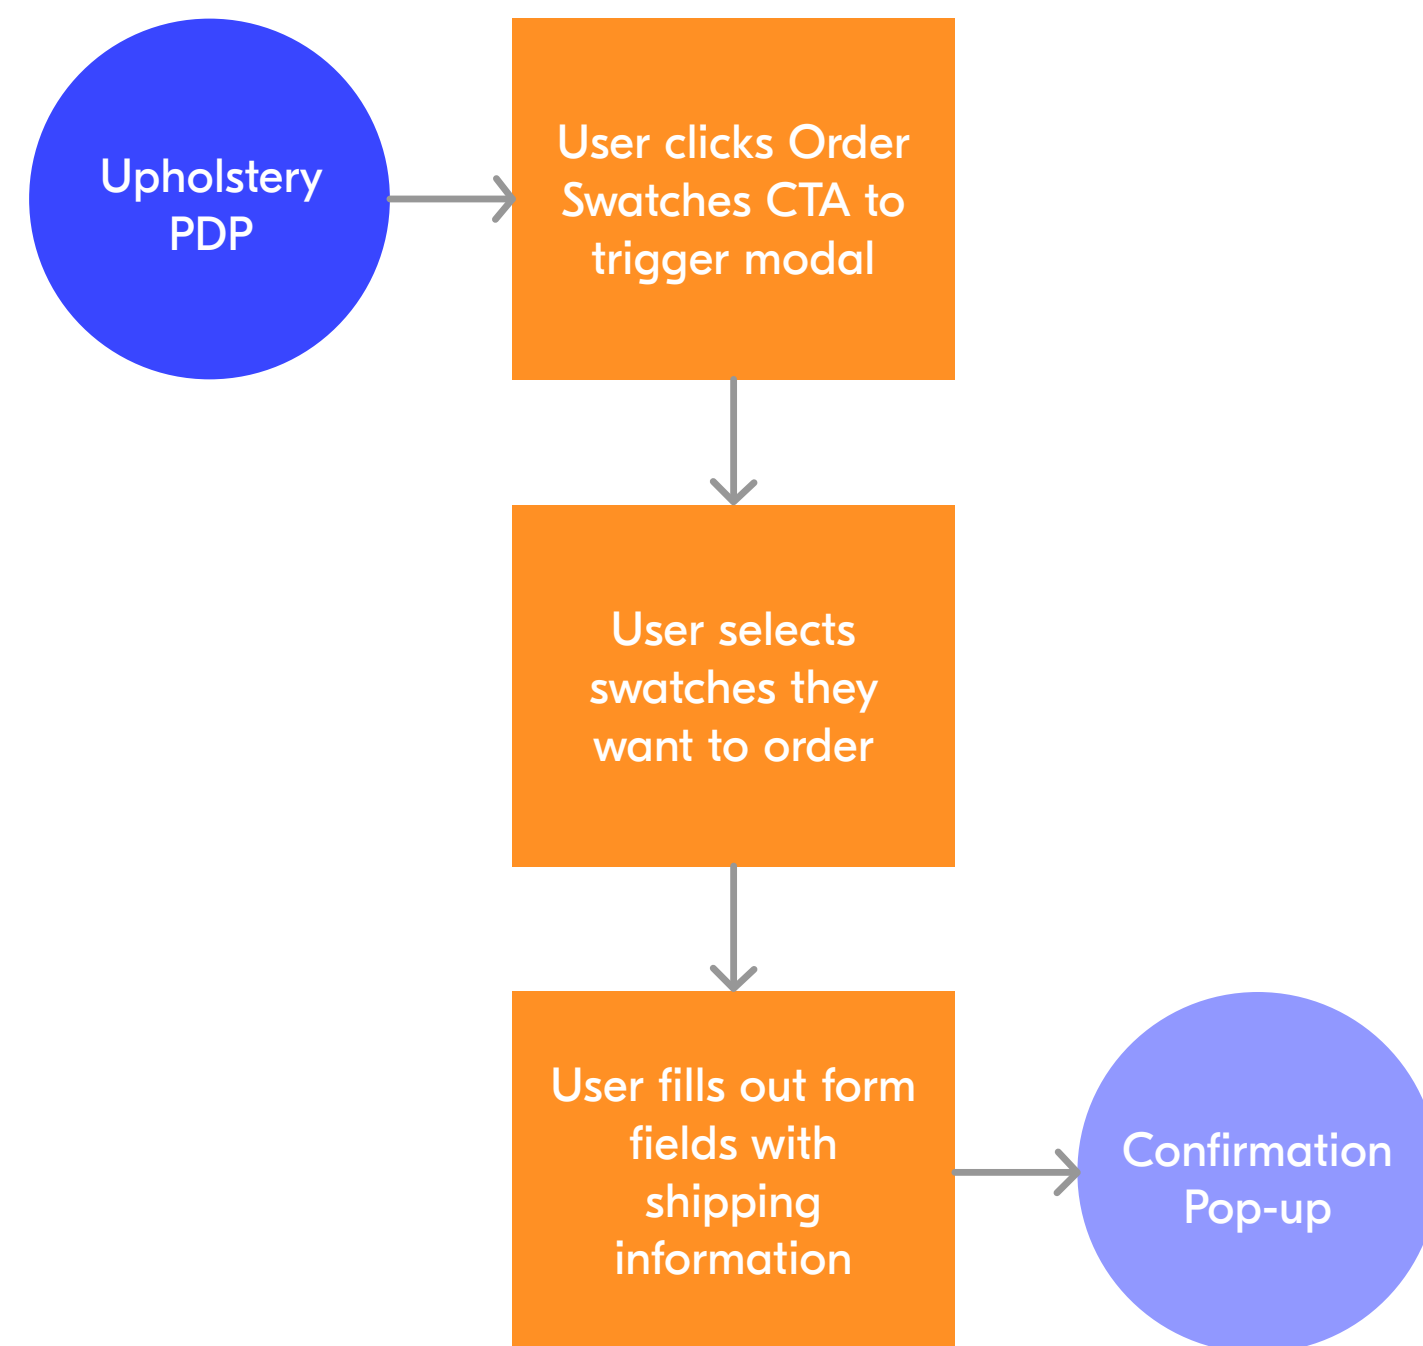 Upholstery
PDP
User clicks Order
Swatches CTA to
trigger modal
User selects
swatches they
want to order
User fills out form
fields with
shipping
information
Confirmation
Pop-up